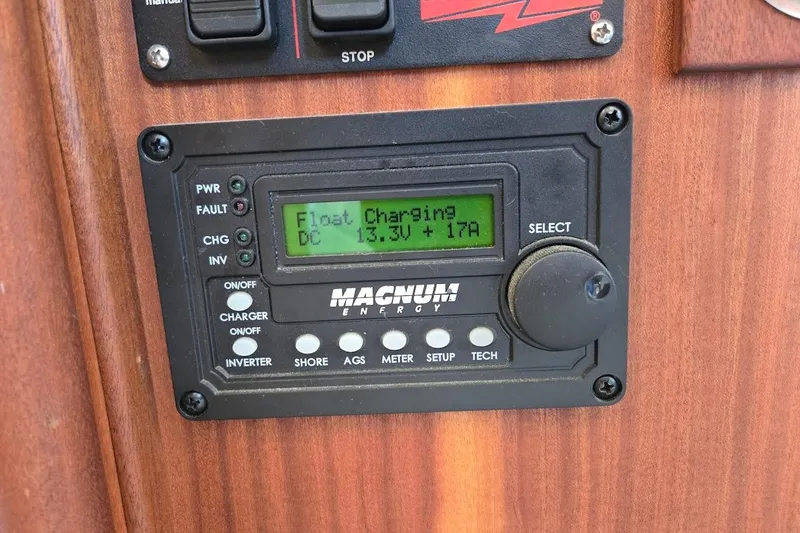 manual
STOP
®
PWR
FAULT
CHG
INV
Float Charging
DC 13.3V + 17A
SELECT
ON/OFF
CHARGER
ON/OFF
INVERTER
MAGNUM
ENERGY
SHORE
AGS
METER
SETUP
TECH